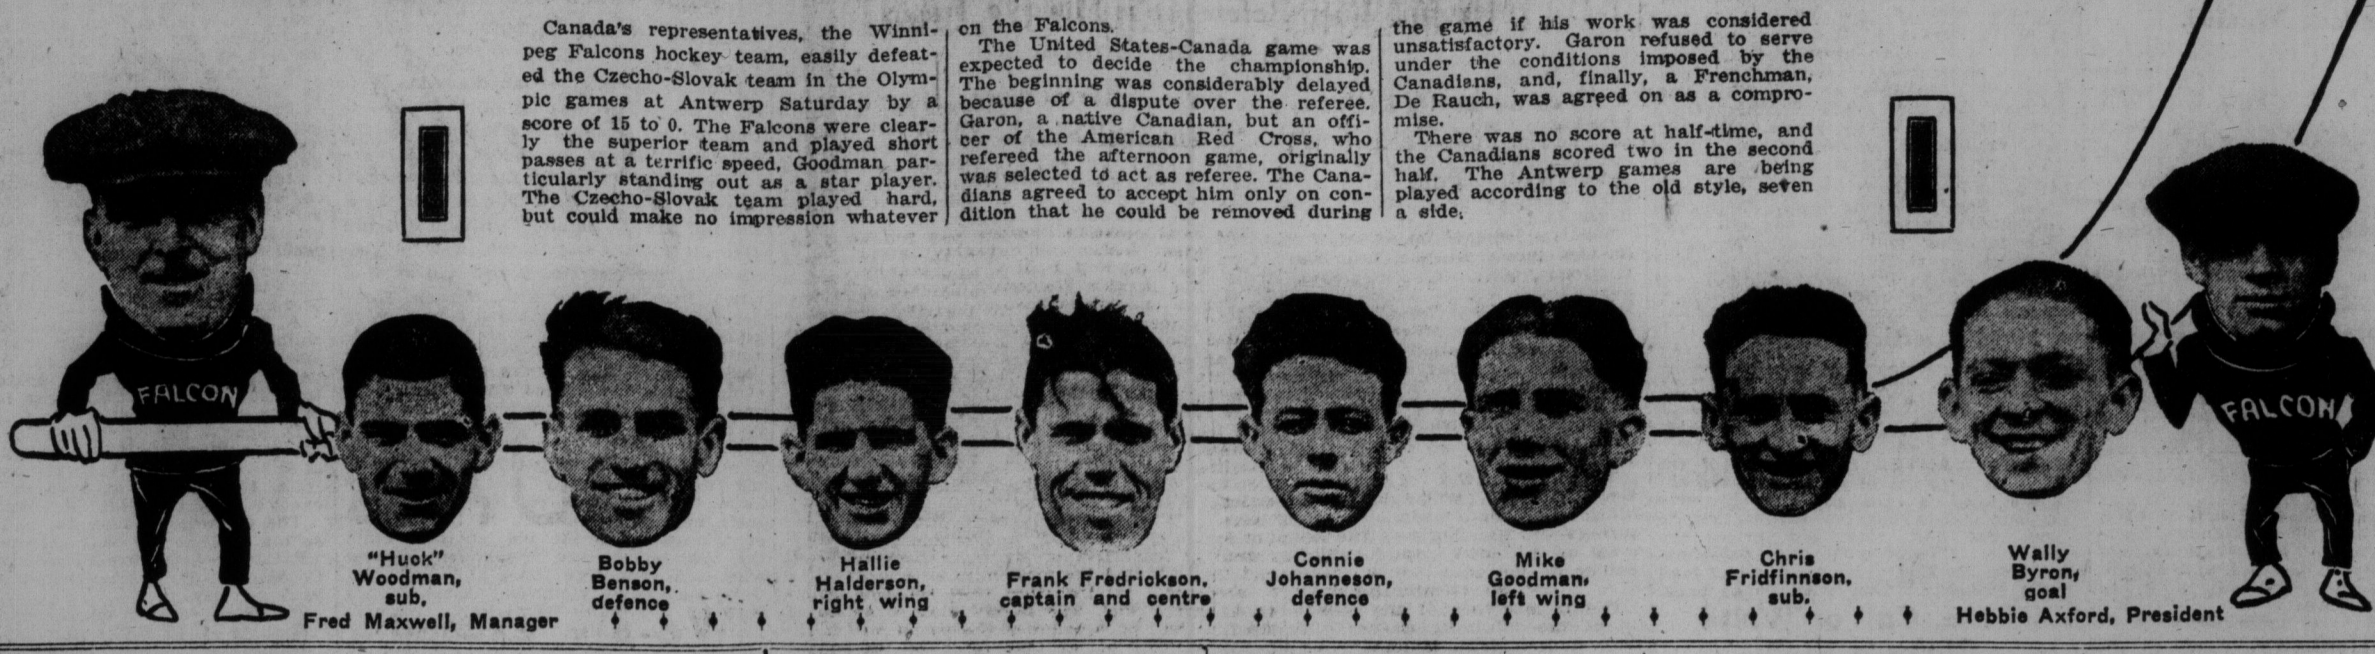 Canada's representatives, the Winni-
peg Falcons hockey team, easily defeat-
ed the Czecho-Slovak team in the Olym-
pic games at Antwerp Saturday by a
score of 15 to 0. The Falcons were clear-
ly the superior team and played short
passes at a terrific speed, Goodman par-
ticularly standing out as a star player.
The Czecho-Slovak team played hard,
but could make no impression whatever
on the Falcons.
The United States-Canada game was
expected to decide the championship.
The beginning was considerably delayed
because of a dispute over the referee.
Garon, a native Canadian, but an offi-
cer of the American Red Cross, who
refereed the afternoon game, originally
was selected to act as referee. The Cana-
dians agreed to accept him only on con-
dition that he could be removed during
the game if his work was considered
unsatisfactory. Garon refused to serve
under the conditions imposed by the
Canadians, and, finally, a Frenchman,
De Rauch, was agreed on as a compro-
mise.
There was no score at half-time, and
the Canadians scored two in the second
half. The Antwerp games are being
played according to the old style, seven
a side.
FALCON
FALCON
"Huck"
Woodman,
sub.
Bobby
Benson,
defence
Hallie
Halderson,
right wing
Frank Fredrickson,
captain and centre
Connie
Johanneson,
defence
Mike
Goodman,
left wing
Chris
Fridfinnson,
sub.
Wally
Byron,
goal
Fred Maxwell, Manager
Hebbie Axford, President